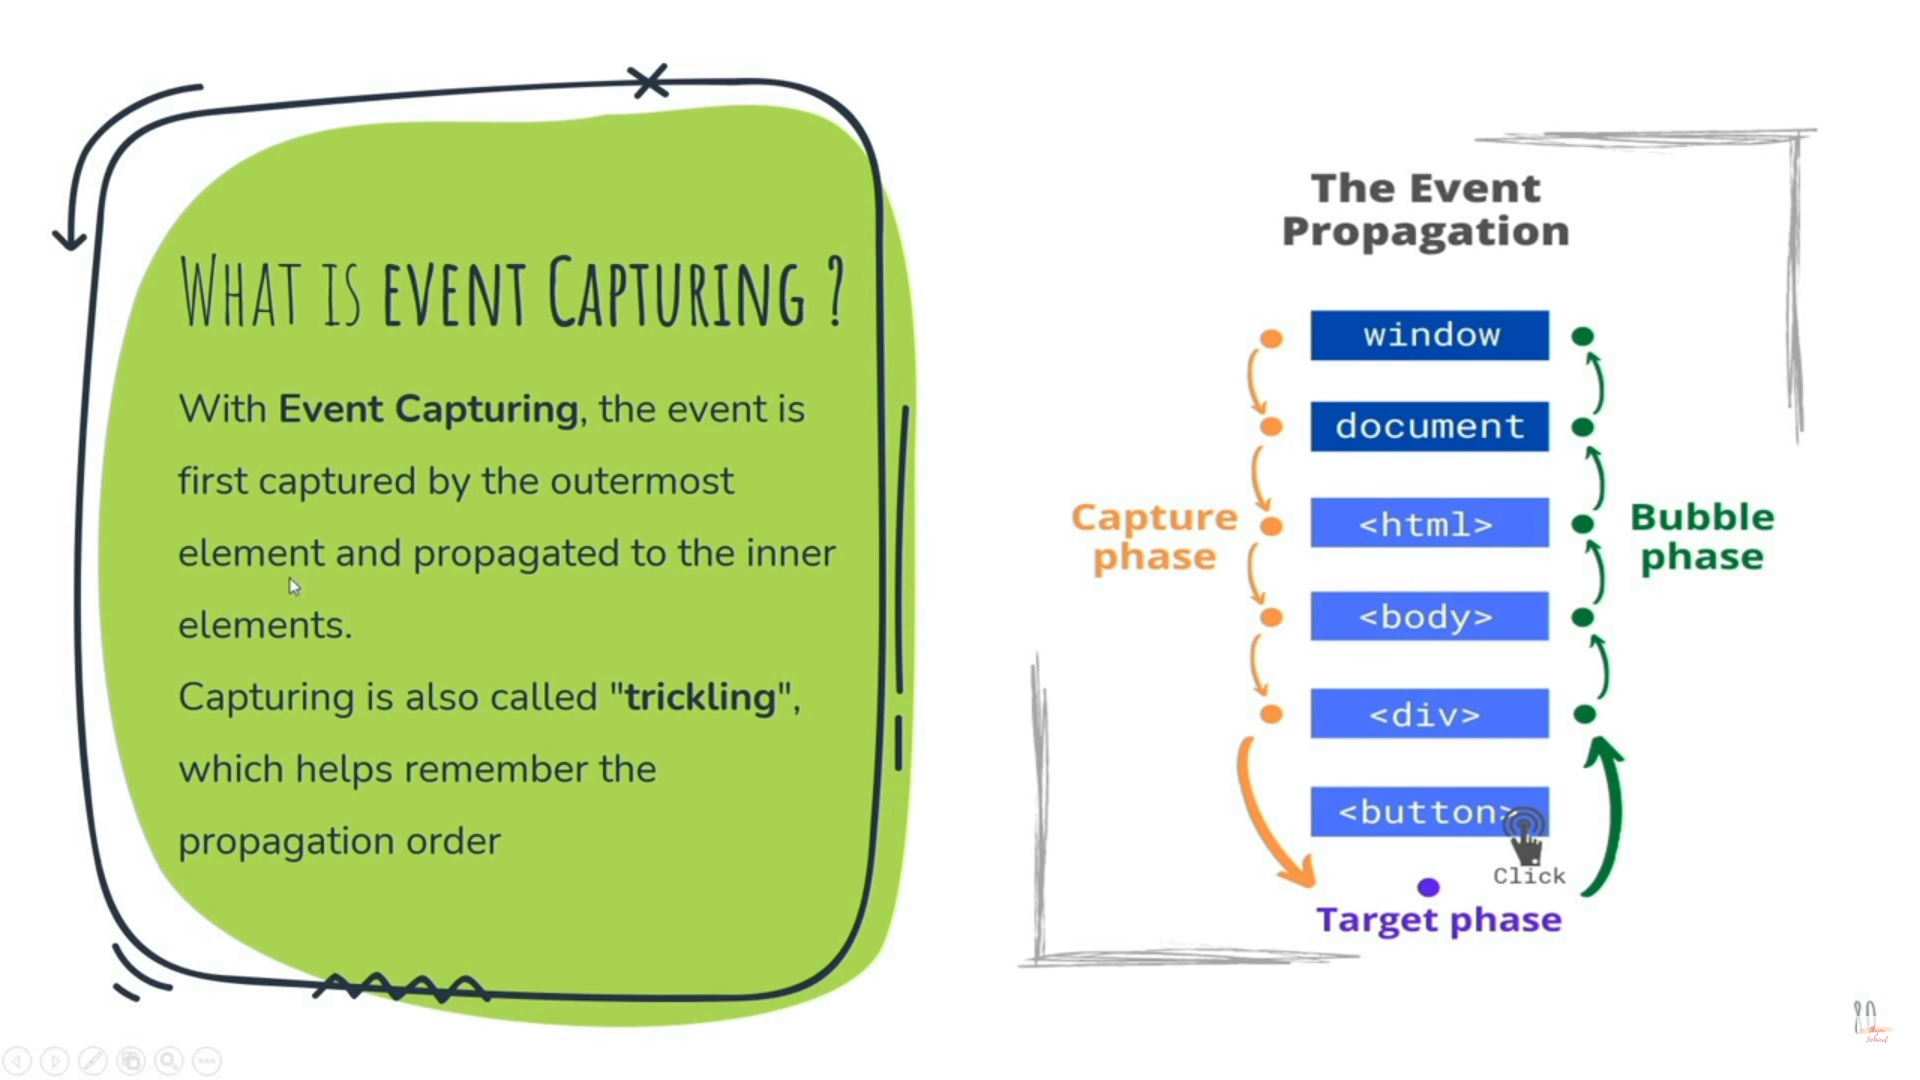 WHAT IS EVENT CAPTURING ?
With Event Capturing, the event is
first captured by the outermost
element and propagated to the inner
elements.
Capturing is also called "trickling",
which helps remember the
propagation order
The Event
Propagation
window
document
<html>
<body>
<div>
<button>
Click
Capture
phase
Bubble
phase
Target phase